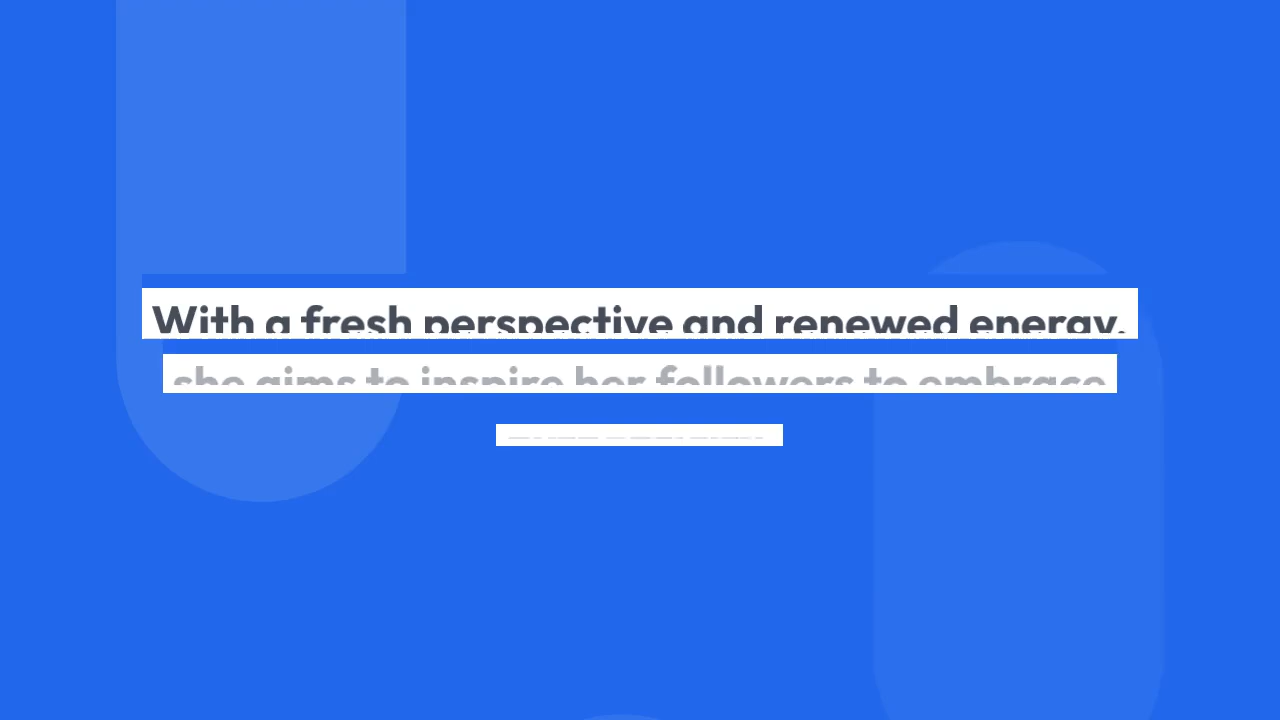 With a fresh perspective and renewed energy,
she aims to inspire her followers to embrace